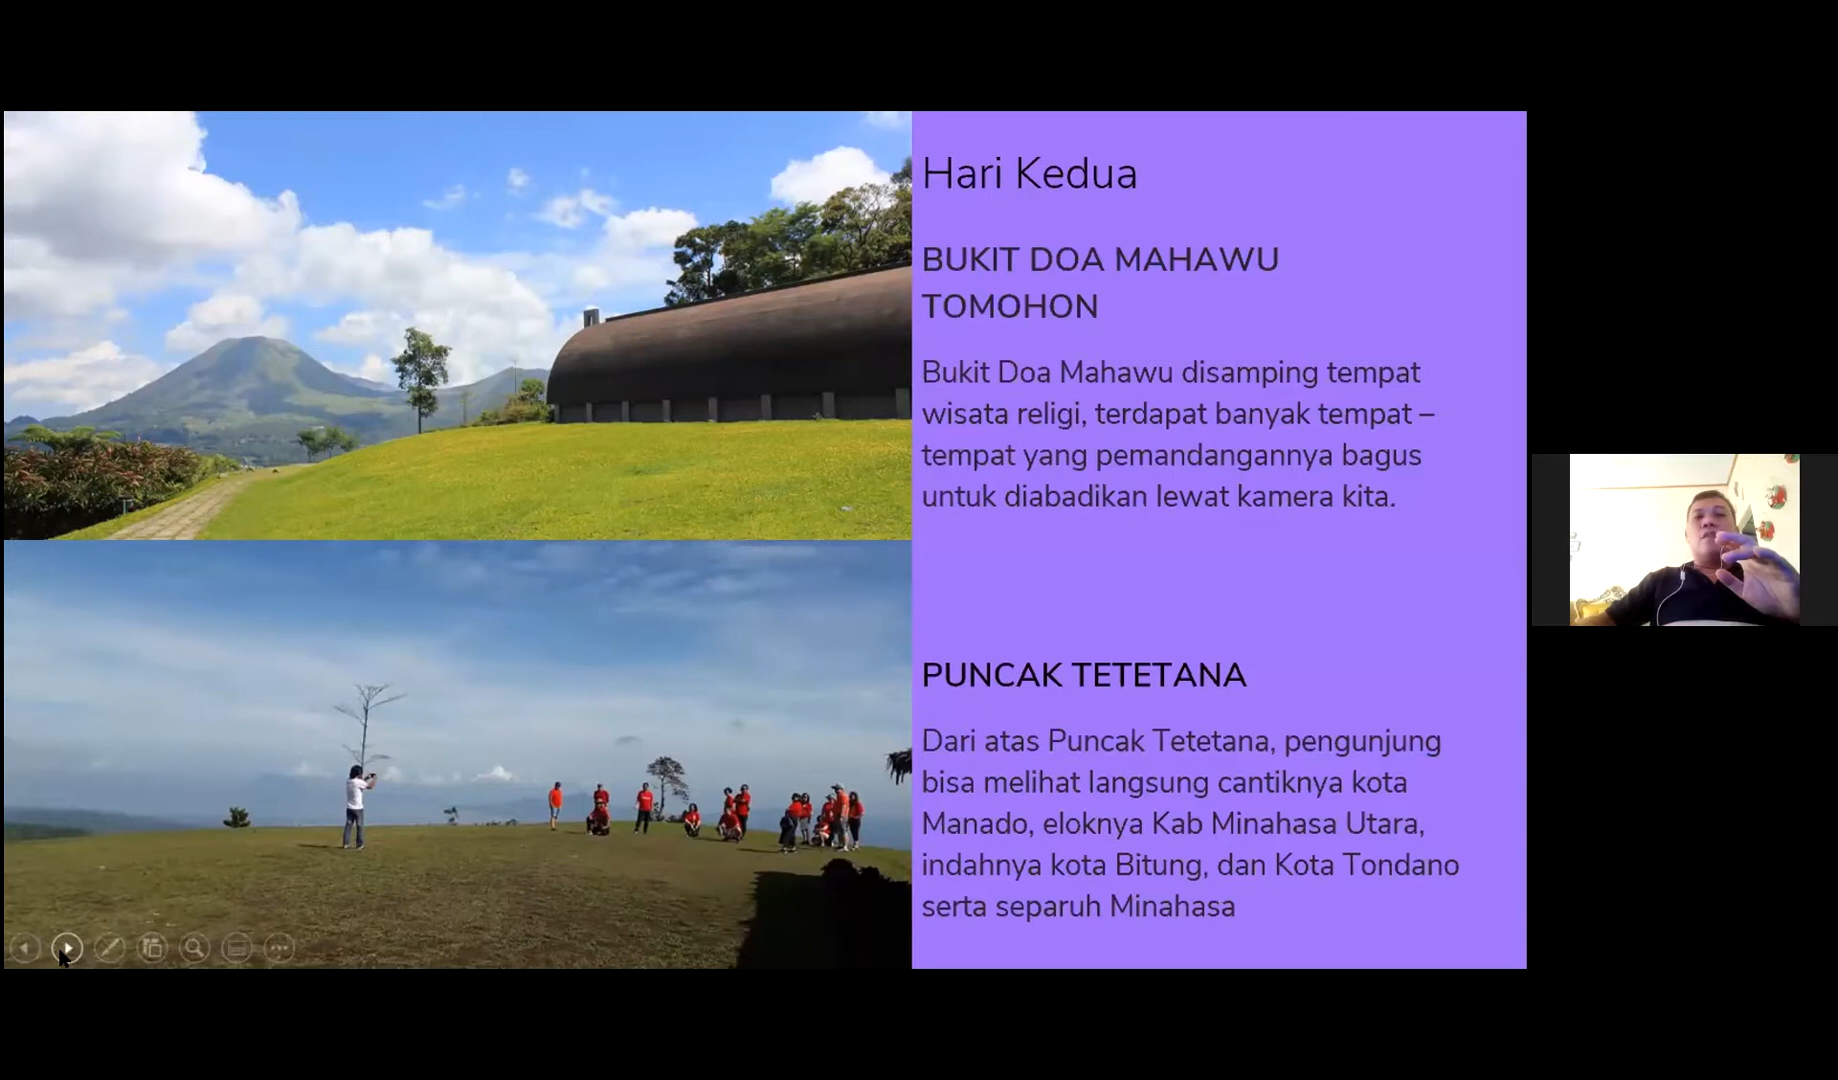 Hari Kedua
BUKIT DOA MAHAWU
TOMOHON
Bukit Doa Mahawu disamping tempat
wisata religi, terdapat banyak tempat –
tempat yang pemandangannya bagus
untuk diabadikan lewat kamera kita.
PUNCAK TETETANA
Dari atas Puncak Tetetana, pengunjung
bisa melihat langsung cantiknya kota
Manado, eloknya Kab Minahasa Utara,
indahnya kota Bitung, dan Kota Tondano
serta separuh Minahasa